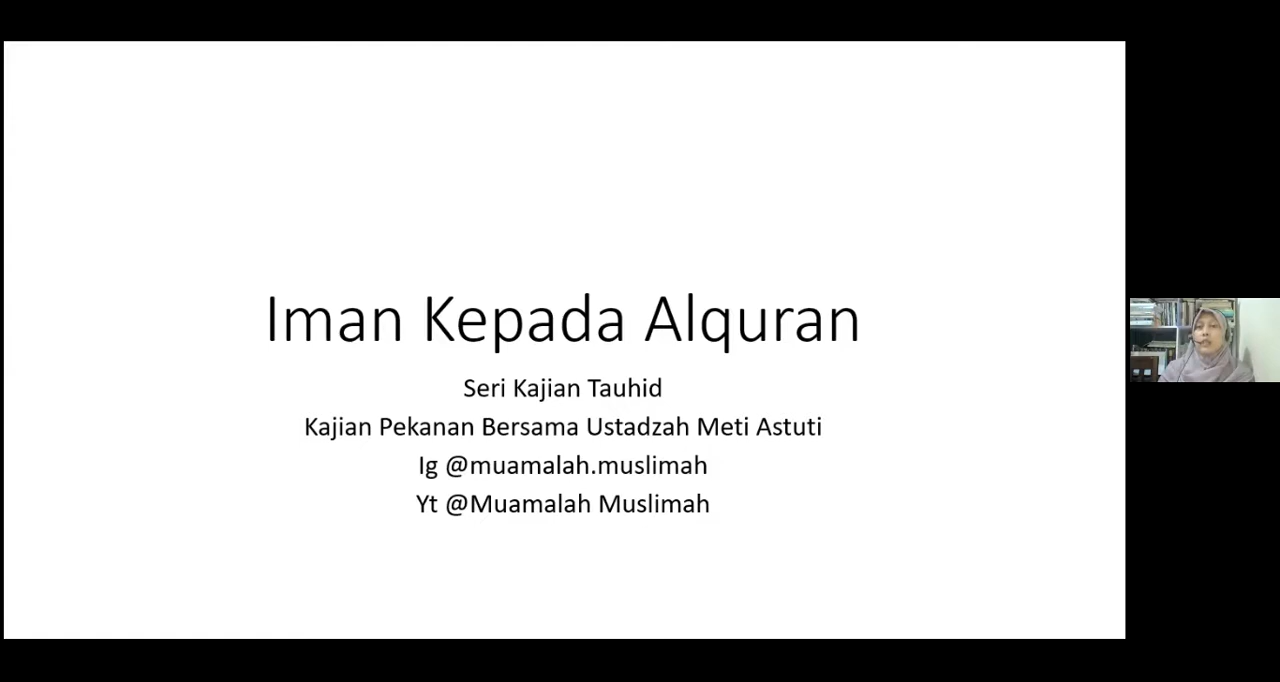 Iman Kepada Alquran
Seri Kajian Tauhid
Kajian Pekanan Bersama Ustadzah Meti Astuti
Ig @muamalah.muslimah
Yt @Muamalah Muslimah